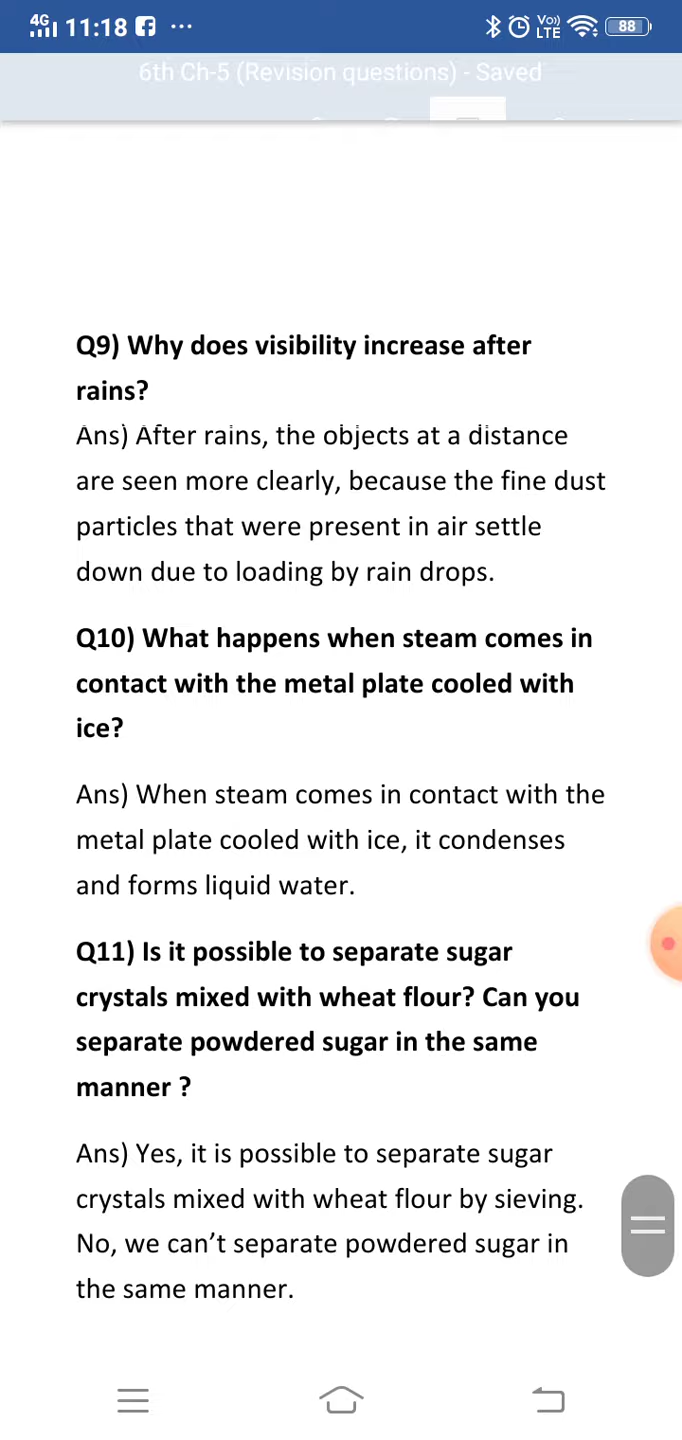 4G 11:18 ... Vo)) LTE 88
6th Ch-5 (Revision questions) - Saved
Q9) Why does visibility increase after
rains?
Ans) After rains, the objects at a distance
are seen more clearly, because the fine dust
particles that were present in air settle
down due to loading by rain drops.
Q10) What happens when steam comes in
contact with the metal plate cooled with
ice?
Ans) When steam comes in contact with the
metal plate cooled with ice, it condenses
and forms liquid water.
Q11) Is it possible to separate sugar
crystals mixed with wheat flour? Can you
separate powdered sugar in the same
manner ?
Ans) Yes, it is possible to separate sugar
crystals mixed with wheat flour by sieving.
No, we can’t separate powdered sugar in
the same manner.